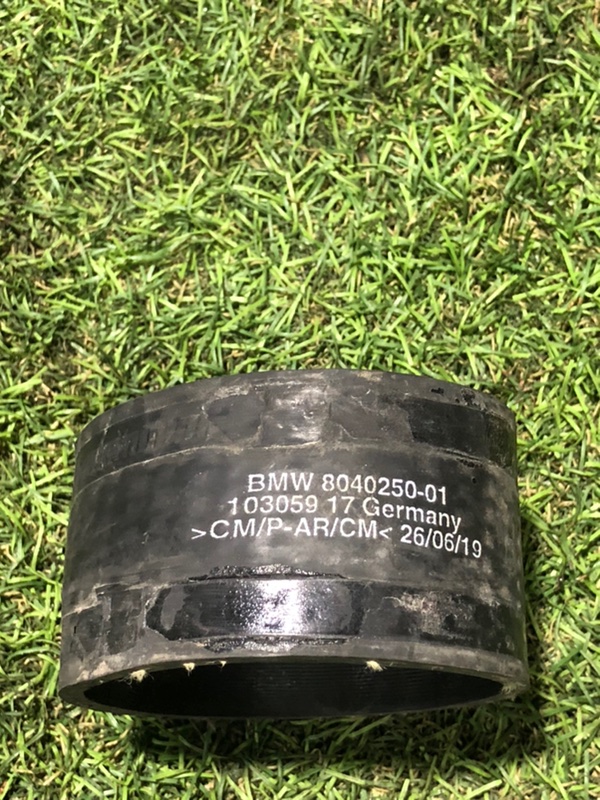 BMW 8040250-01
103059 17 Germany
>CM/P-AR/CM< 26/06/19